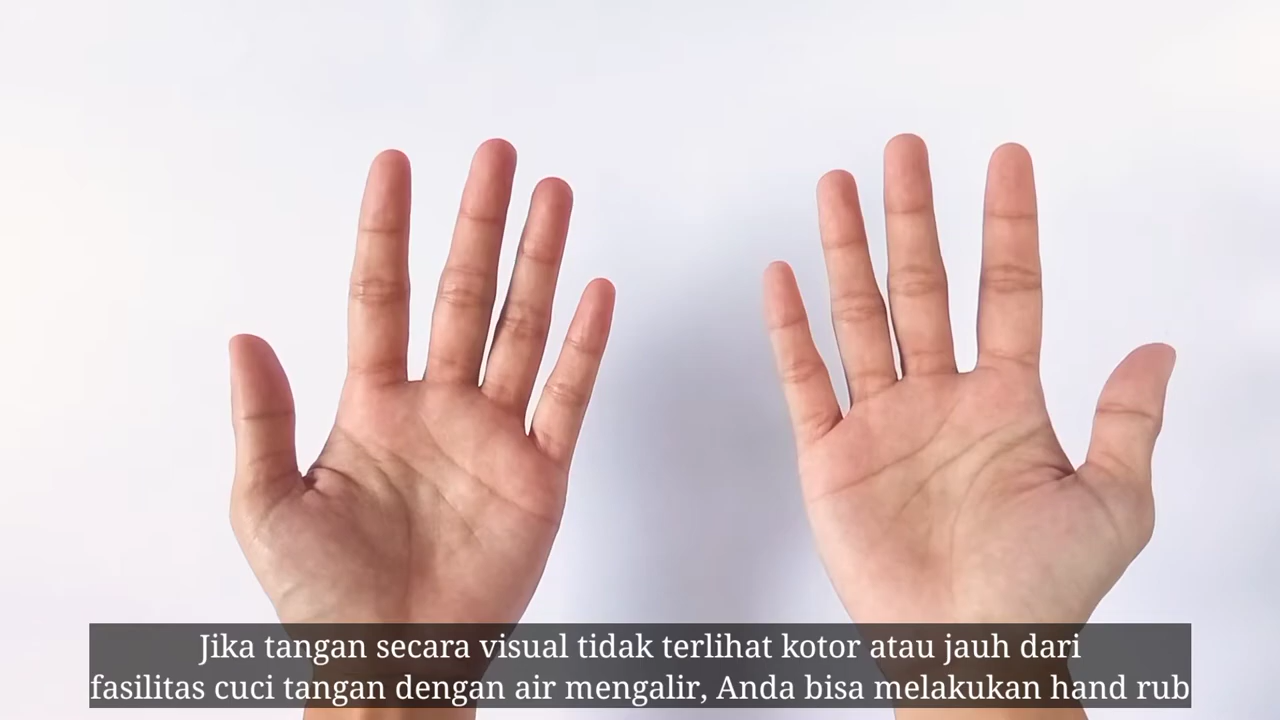 Jika tangan secara visual tidak terlihat kotor atau jauh dari
fasilitas cuci tangan dengan air mengalir, Anda bisa melakukan hand rub